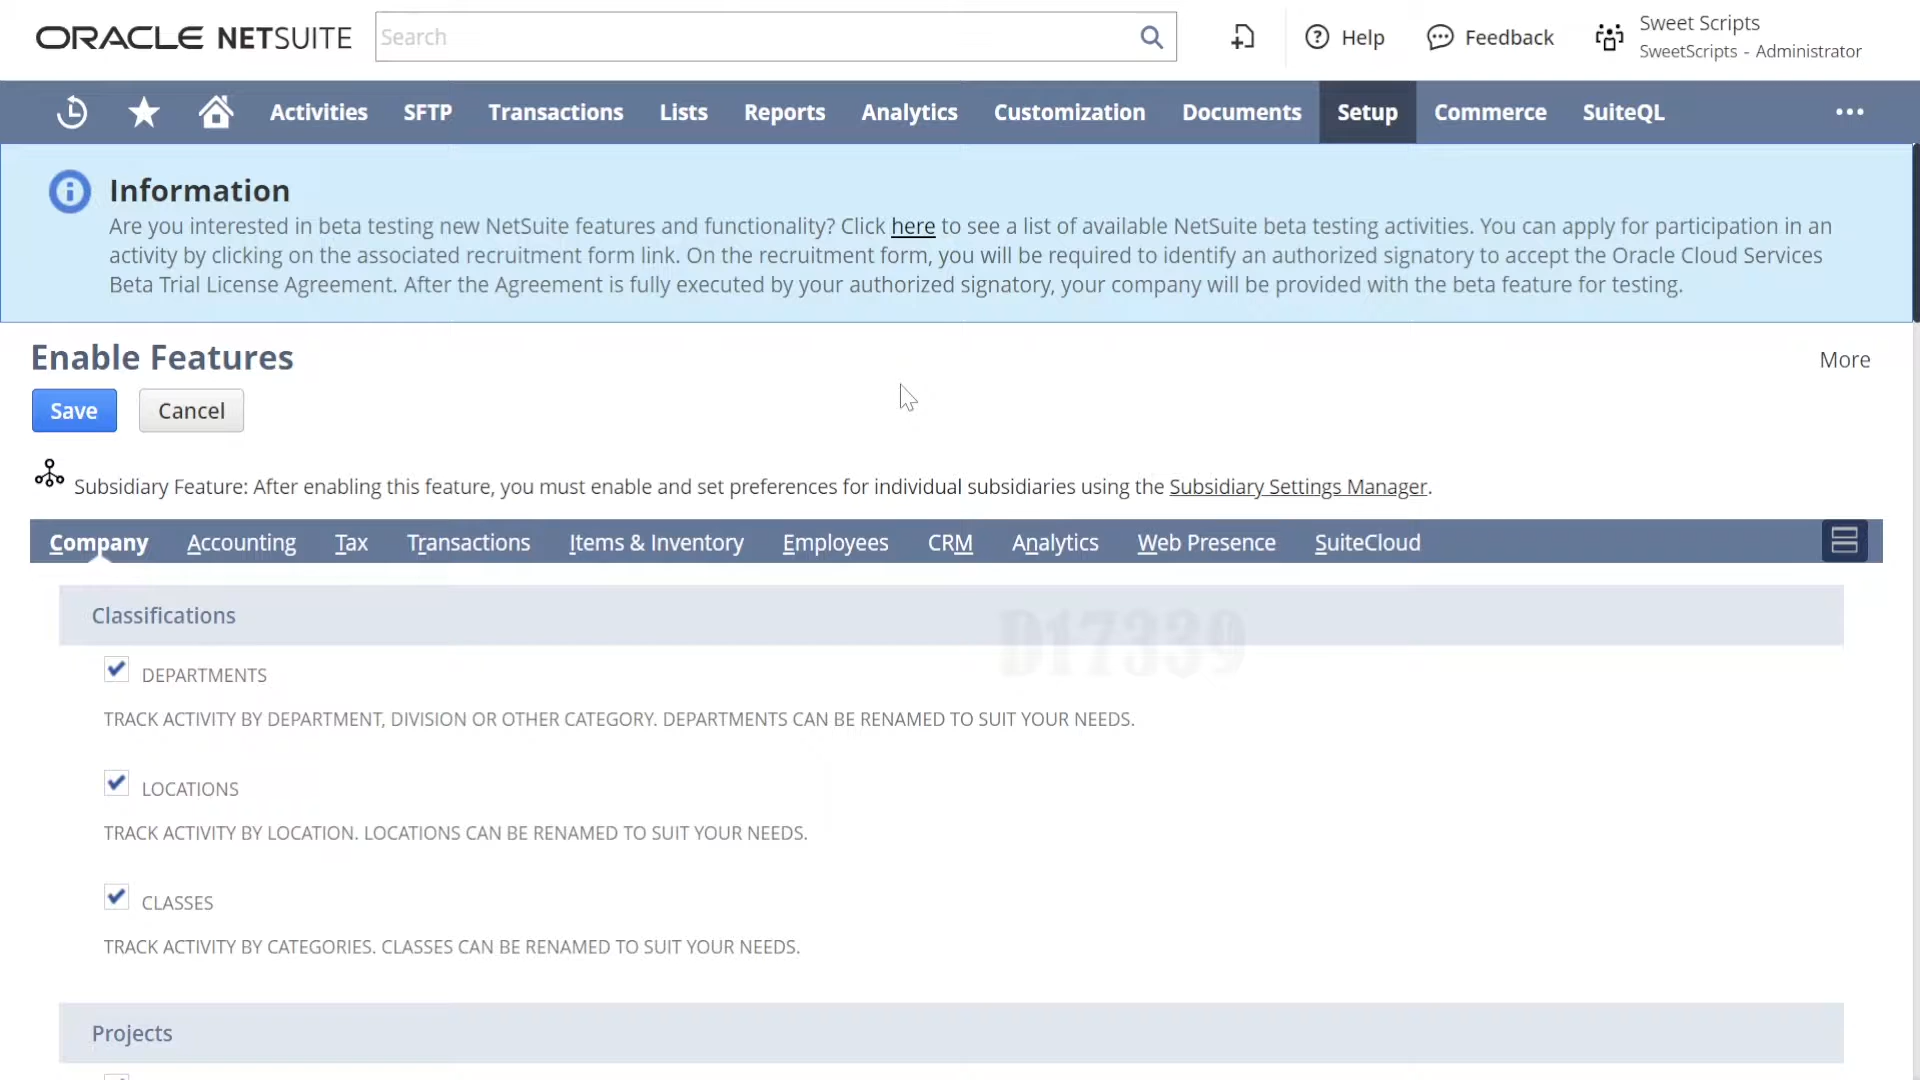 ORACLE NETSUITE
Search
Help
Feedback
Sweet Scripts
SweetScripts - Administrator
Activities
SFTP
Transactions
Lists
Reports
Analytics
Customization
Documents
Setup
Commerce
SuiteQL
Information
Are you interested in beta testing new NetSuite features and functionality? Click here to see a list of available NetSuite beta testing activities. You can apply for participation in an
activity by clicking on the associated recruitment form link. On the recruitment form, you will be required to identify an authorized signatory to accept the Oracle Cloud Services
Beta Trial License Agreement. After the Agreement is fully executed by your authorized signatory, your company will be provided with the beta feature for testing.
Enable Features
More
Save
Cancel
Subsidiary Feature: After enabling this feature, you must enable and set preferences for individual subsidiaries using the Subsidiary Settings Manager.
Company
Accounting
Tax
Transactions
Items & Inventory
Employees
CRM
Analytics
Web Presence
SuiteCloud
Classifications
D17339
DEPARTMENTS
TRACK ACTIVITY BY DEPARTMENT, DIVISION OR OTHER CATEGORY. DEPARTMENTS CAN BE RENAMED TO SUIT YOUR NEEDS.
LOCATIONS
TRACK ACTIVITY BY LOCATION. LOCATIONS CAN BE RENAMED TO SUIT YOUR NEEDS.
CLASSES
TRACK ACTIVITY BY CATEGORIES. CLASSES CAN BE RENAMED TO SUIT YOUR NEEDS.
Projects